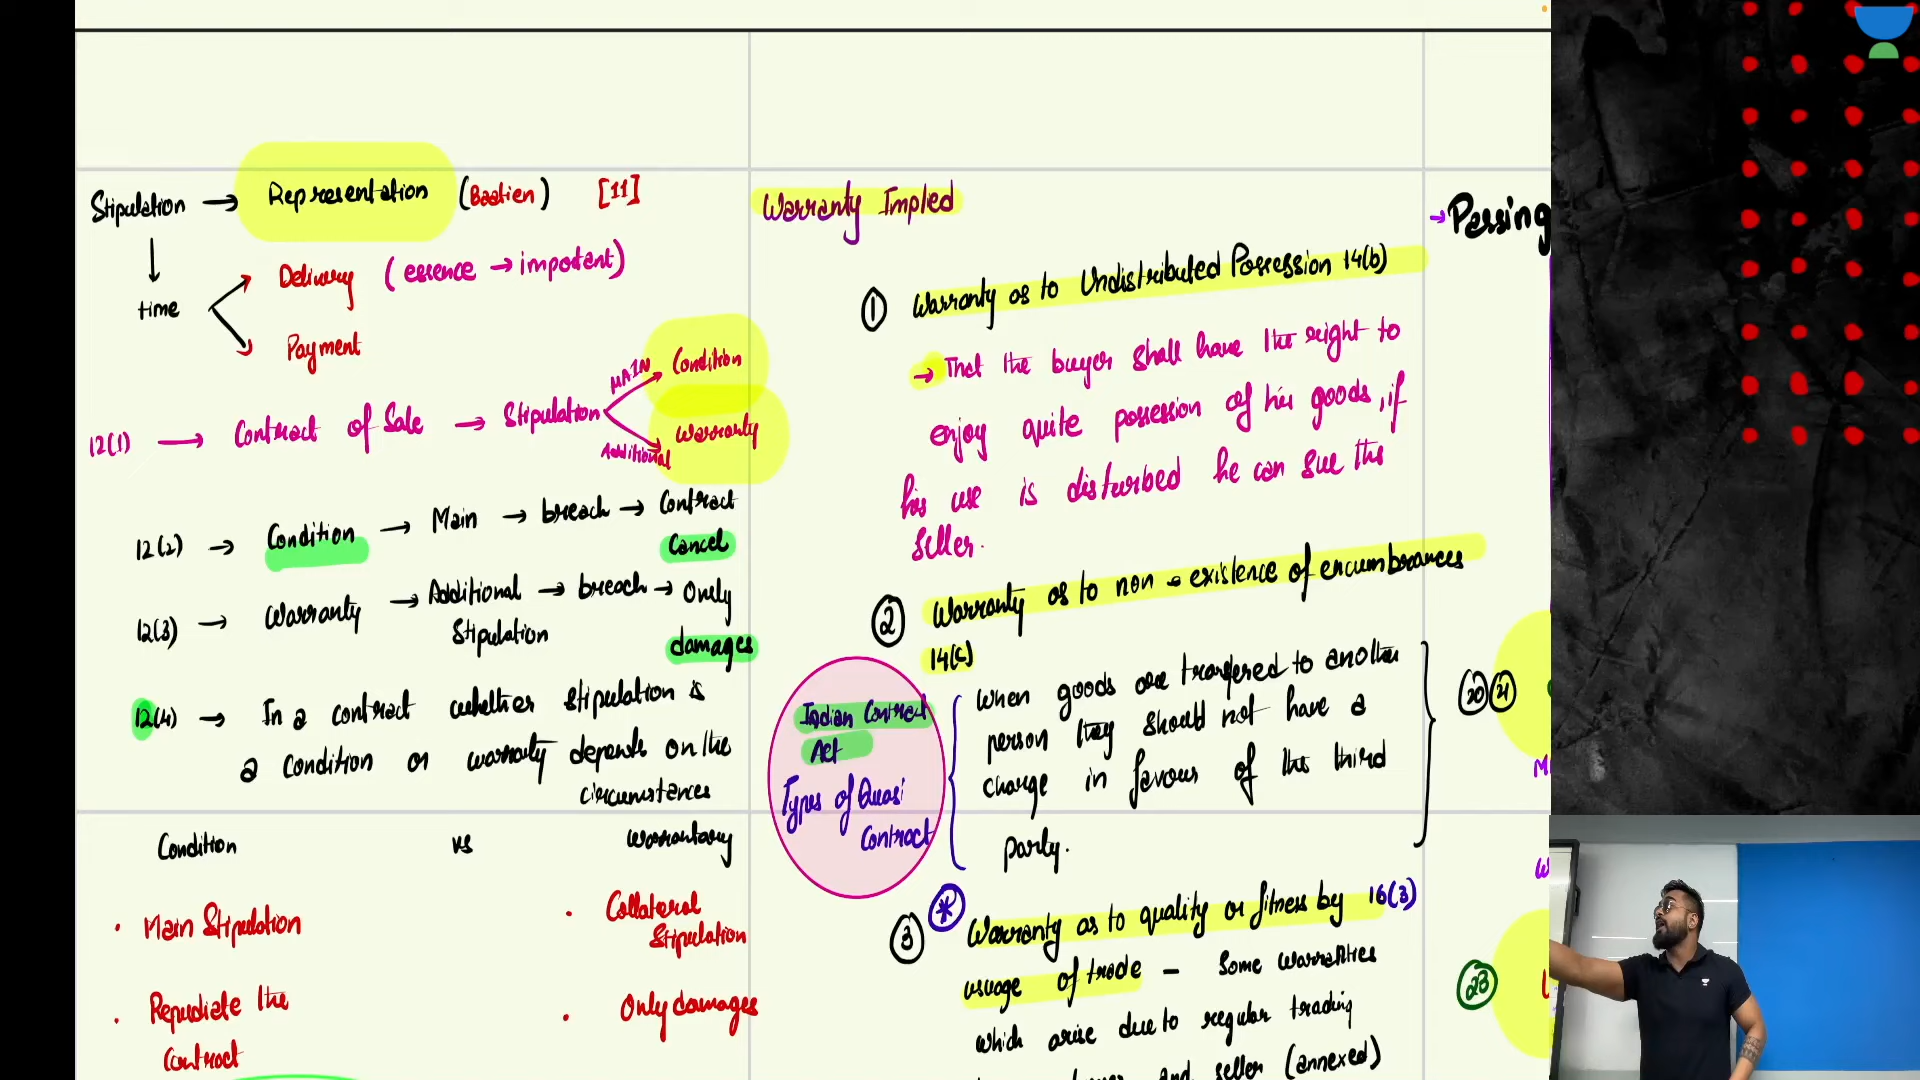 Stipulation → Representation (Baatien) [11]
↓
time
Delivery (essence → important)
Payment
12(1) → Contract of Sale → Stipulation
MAIN Condition
Additional Warranty
12(2) → Condition → Main → breach → Contract
Cancel
12(3) → Warranty → Additional → breach → Only
Stipulation damages
12(4) → In a contract whether stipulation is
a condition or warranty depends on the
circumstances
Condition vs warrantary
· Main Stipulation
· Collateral
Stipulation
· Repudiate the
Contract
· Only damages
Warranty Implied
① Warranty as to Undistributed Possession 14(b)
→ That the buyer shall have the right to
enjoy quite possession of his goods, if
his use is disturbed he can sue the
seller.
② Warranty as to non - existence of encumbrances
14(c)
When goods are transfered to another
person they should not have a
charge in favour of the third
party.
Indian Contract
Act
Types of Quasi
Contract
③ * Warranty as to quality or fitness by 16(3)
usuage of trade - Some warranties
which arise due to regular trading
and seller (annexed)
→ Passing
20 21
23